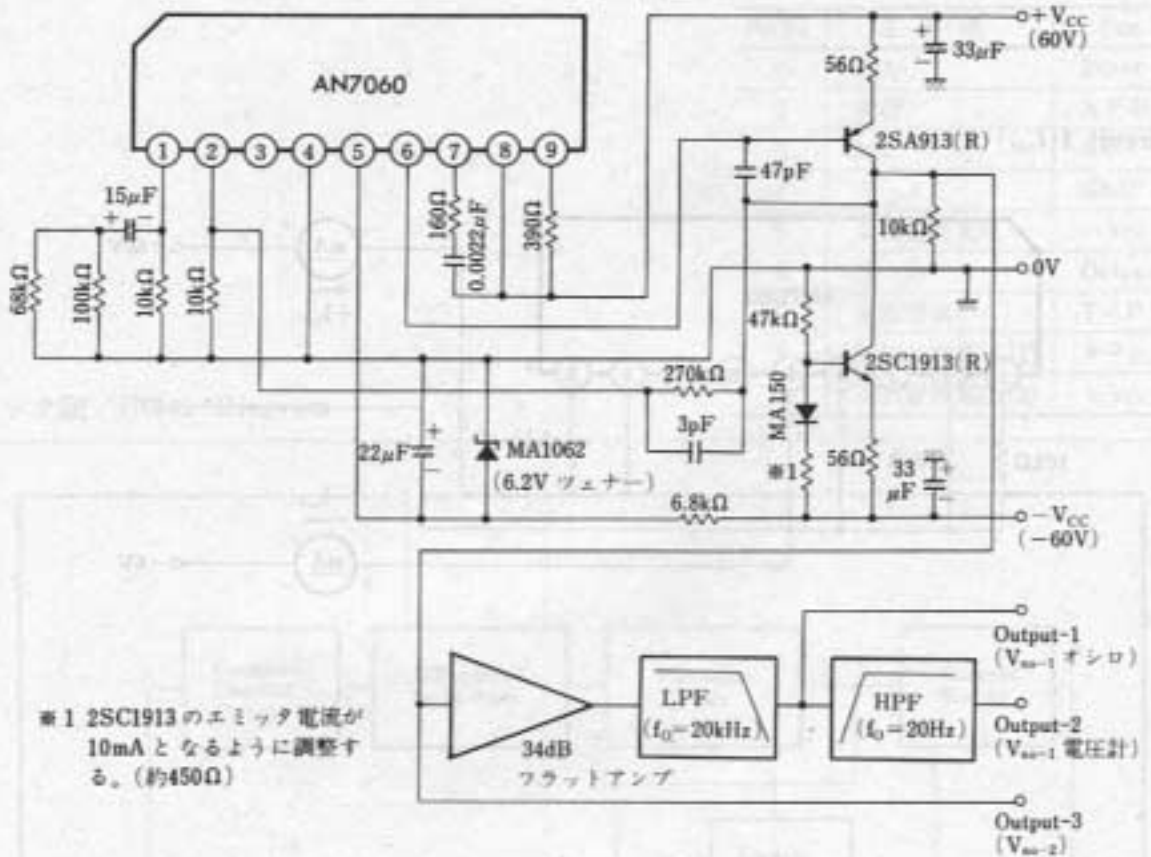 AN7060
1 2 3 4 5 6 7 8 9
+VCC
(60V)
33μF
56Ω
2SA913(R)
47pF
15μF
160Ω
0.0022μF
390Ω
10kΩ
0V
68kΩ
100kΩ
10kΩ
10kΩ
47kΩ
2SC1913(R)
270kΩ
3pF
MA150
22μF
MA1062
(6.2V ツェナー)
※1
56Ω
33
μF
6.8kΩ
-VCC
(-60V)
Output-1
(Vno-1 オシロ)
LPF
(f0=20kHz)
HPF
(f0=20Hz)
Output-2
(Vno-1 電圧計)
34dB
フラットアンプ
Output-3
(Vno-2)
※1 2SC1913のエミッタ電流が
10mAとなるように調整す
る。(約450Ω)